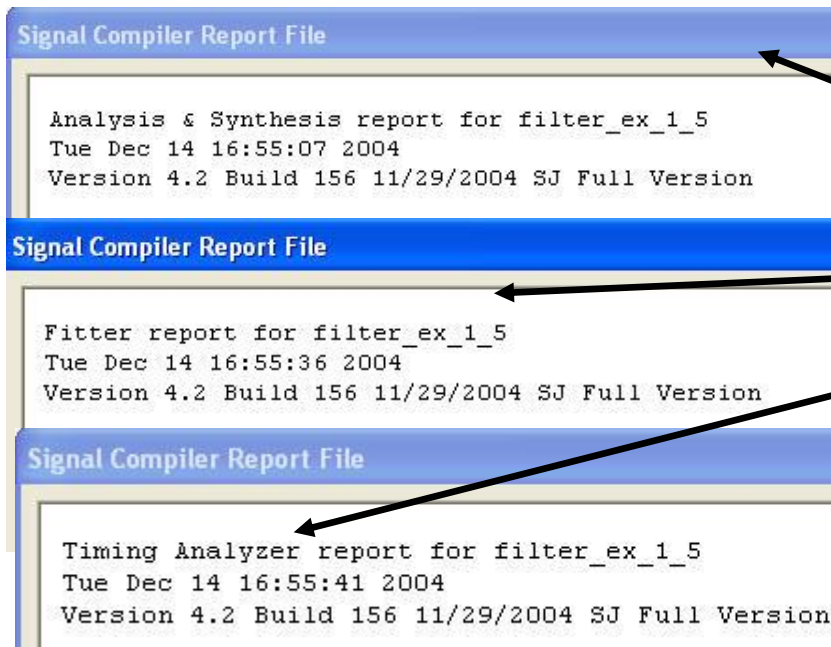 Signal Compiler Report File
Analysis & Synthesis report for filter_ex_1_5
Tue Dec 14 16:55:07 2004
Version 4.2 Build 156 11/29/2004 SJ Full Version
Signal Compiler Report File
Fitter report for filter_ex_1_5
Tue Dec 14 16:55:36 2004
Version 4.2 Build 156 11/29/2004 SJ Full Version
Signal Compiler Report File
Timing Analyzer report for filter_ex_1_5
Tue Dec 14 16:55:41 2004
Version 4.2 Build 156 11/29/2004 SJ Full Version